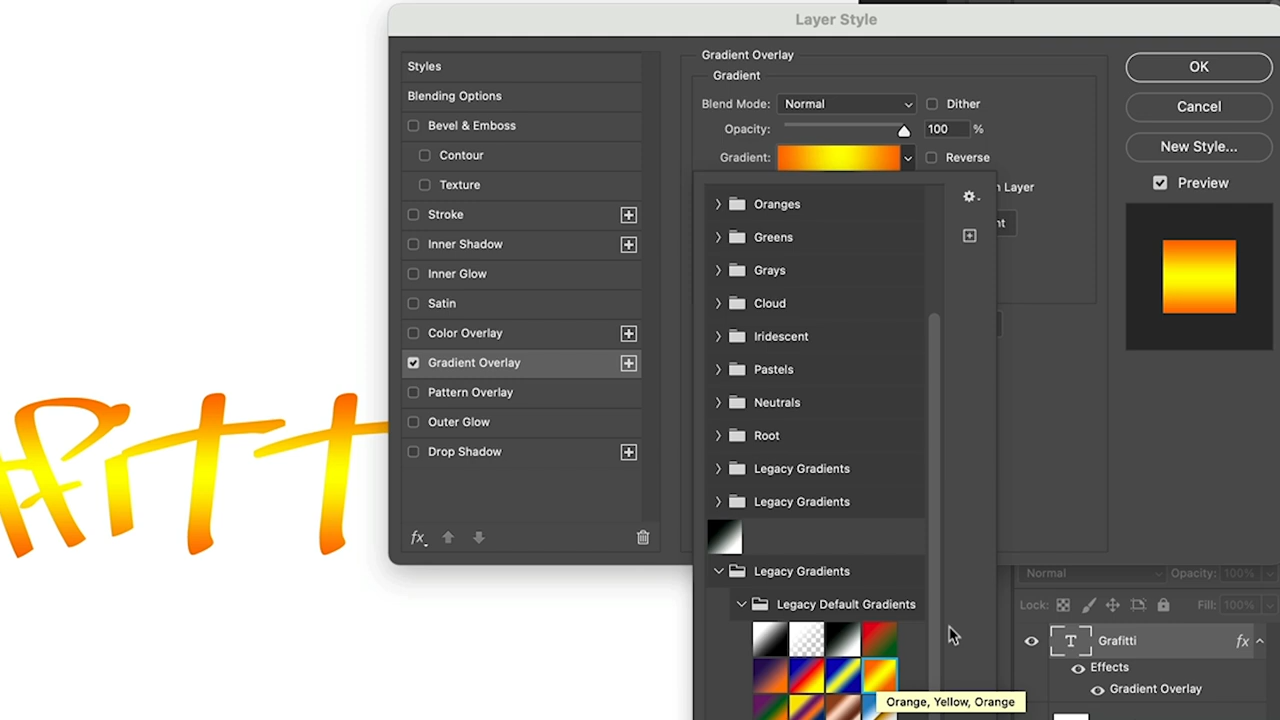 Layer Style
Styles
Blending Options
Bevel & Emboss
Contour
Texture
Stroke
Inner Shadow
Inner Glow
Satin
Color Overlay
Gradient Overlay
Pattern Overlay
Outer Glow
Drop Shadow
fx
Gradient Overlay
Gradient
Blend Mode: Normal Dither
Opacity: 100 %
Gradient: Reverse
Layer
Oranges
Greens
Grays
Cloud
Iridescent
Pastels
Neutrals
Root
Legacy Gradients
Legacy Gradients
Legacy Gradients
Legacy Default Gradients
Orange, Yellow, Orange
OK
Cancel
New Style...
Preview
Normal Opacity: 100%
Lock: Fill: 100%
T Grafitti fx
Effects
Gradient Overlay